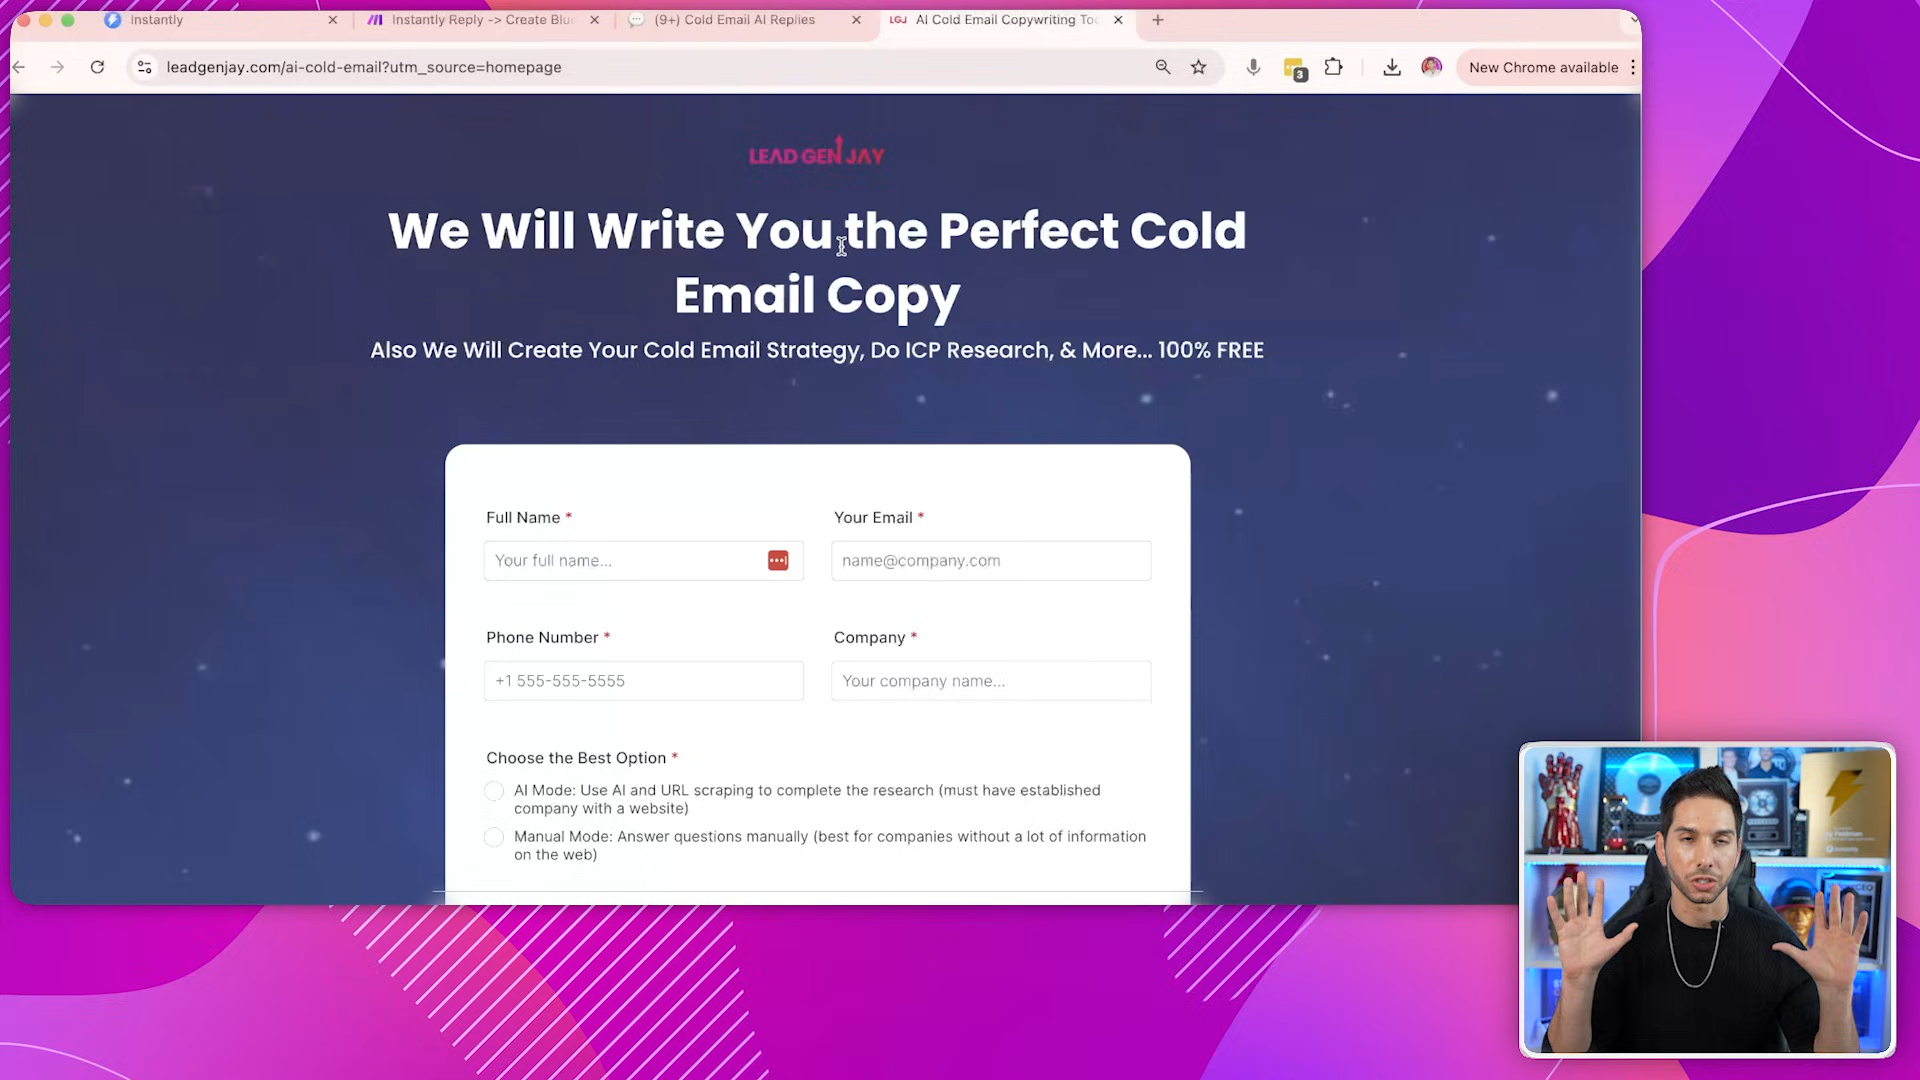 Instantly
Instantly Reply -> Create Blu
(9+) Cold Email AI Replies
LGJ
AI Cold Email Copywriting Too
leadgenjay.com/ai-cold-email?utm_source=homepage
3
New Chrome available
LEAD GEN JAY
We Will Write You the Perfect Cold
Email Copy
Also We Will Create Your Cold Email Strategy, Do ICP Research, & More... 100% FREE
Full Name *
Your Email *
Your full name...
name@company.com
Phone Number *
Company *
+1 555-555-5555
Your company name...
Choose the Best Option *
AI Mode: Use AI and URL scraping to complete the research (must have established
company with a website)
Manual Mode: Answer questions manually (best for companies without a lot of information
on the web)